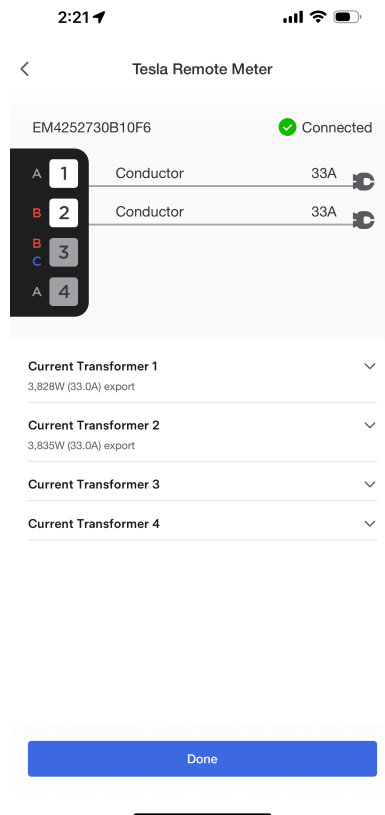 2:21
Tesla Remote Meter
EM4252730B10F6 Connected
A 1 Conductor 33A
B 2 Conductor 33A
B C 3
A 4
Current Transformer 1
3,828W (33.0A) export
Current Transformer 2
3,835W (33.0A) export
Current Transformer 3
Current Transformer 4
Done